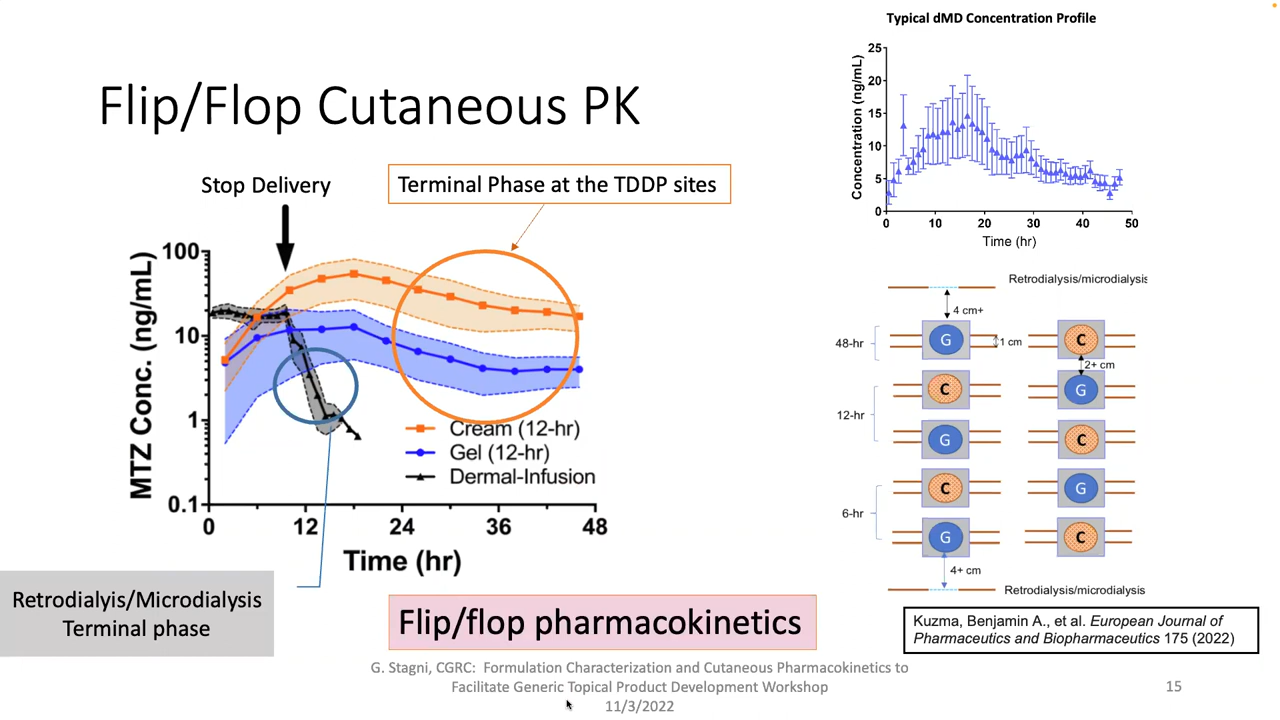 Typical dMD Concentration Profile
Concentration (ng/mL)
25
20
15
10
5
0
0 10 20 30 40 50
Time (hr)
Flip/Flop Cutaneous PK
Stop Delivery
Terminal Phase at the TDDP sites
MTZ Conc. (ng/mL)
100
10
1
0.1
Cream (12-hr)
Gel (12-hr)
Dermal-Infusion
0 12 24 36 48
Time (hr)
Retrodialysis/microdialysis
4 cm+
48-hr
G
1 cm
C
2+ cm
12-hr
C
G
G
C
6-hr
C
G
G
C
4+ cm
Retrodialysis/microdialysis
Retrodialyis/Microdialysis
Terminal phase
Flip/flop pharmacokinetics
Kuzma, Benjamin A., et al. European Journal of
Pharmaceutics and Biopharmaceutics 175 (2022)
G. Stagni, CGRC: Formulation Characterization and Cutaneous Pharmacokinetics to
Facilitate Generic Topical Product Development Workshop
11/3/2022
15